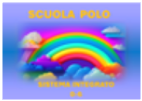 SCUOLA POLO
SISTEMA INTEGRATO
0-6